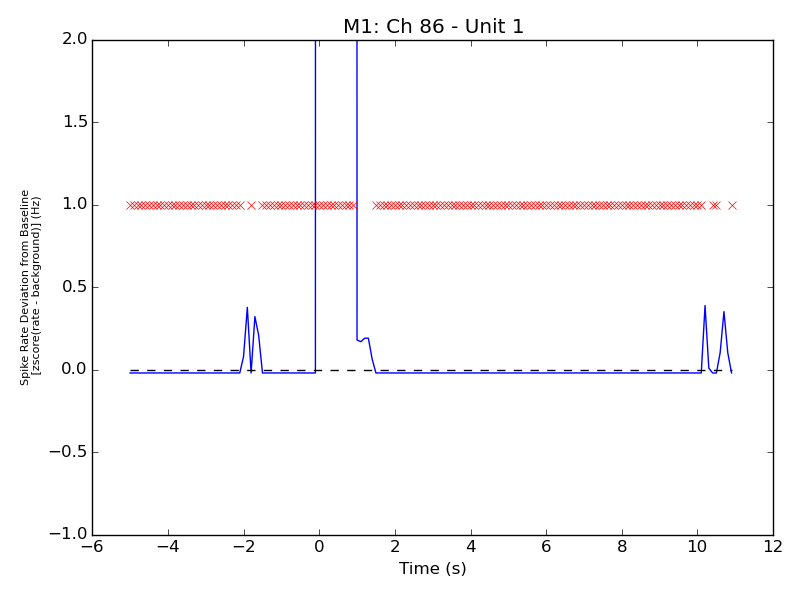 M1: Ch 86 - Unit 1
2.0
1.5
1.0
0.5
0.0
−0.5
−1.0
Spike Rate Deviation from Baseline
[zscore(rate - background)] (Hz)
−6 −4 −2 0 2 4 6 8 10 12
Time (s)